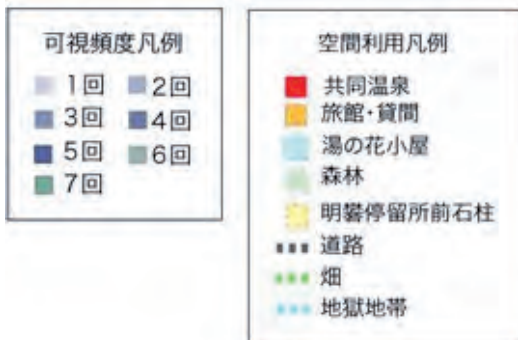 可視頻度凡例
1回 2回
3回 4回
5回 6回
7回
空間利用凡例
共同温泉
旅館・貸間
湯の花小屋
森林
明礬停留所前石柱
道路
畑
地獄地帯